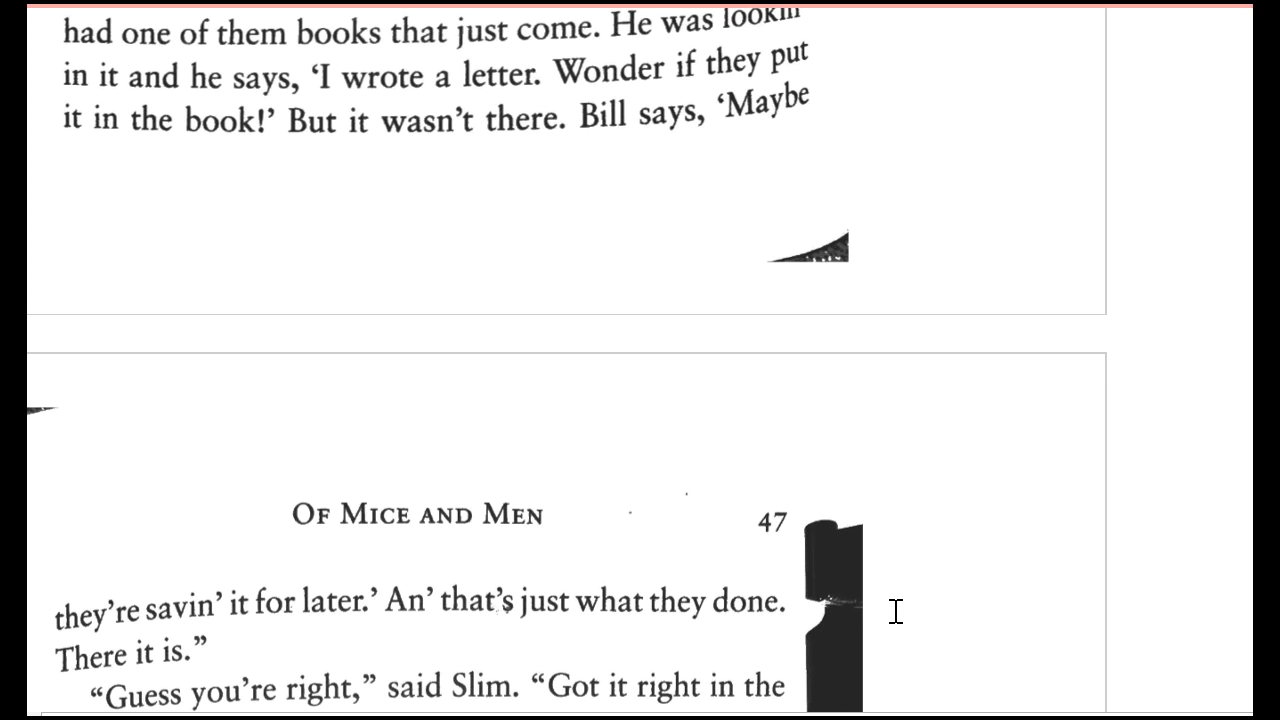 had one of them books that just come. He was lookin'
in it and he says, ‘I wrote a letter. Wonder if they put
it in the book!’ But it wasn’t there. Bill says, ‘Maybe
OF MICE AND MEN 47
they’re savin’ it for later.’ An’ that’s just what they done.
There it is.”
“Guess you’re right,” said Slim. “Got it right in the